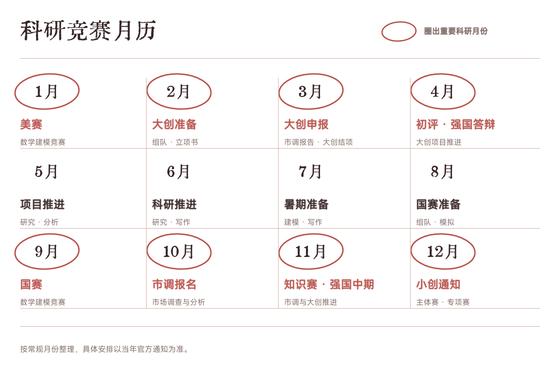 科研竞赛月历
圈出重要科研月份
1月
美赛
数学建模竞赛
2月
大创准备
组队 · 立项书
3月
大创申报
市调报告 · 大创结项
4月
初评 · 强国答辩
大创项目推进
5月
项目推进
研究 · 分析
6月
科研推进
研究 · 写作
7月
暑期准备
建模 · 写作
8月
国赛准备
组队 · 模拟
9月
国赛
数学建模竞赛
10月
市调报名
市场调查与分析
11月
知识赛 · 强国中期
市调与大创推进
12月
小创通知
主体赛 · 专项赛
按常规月份整理，具体安排以当年官方通知为准。